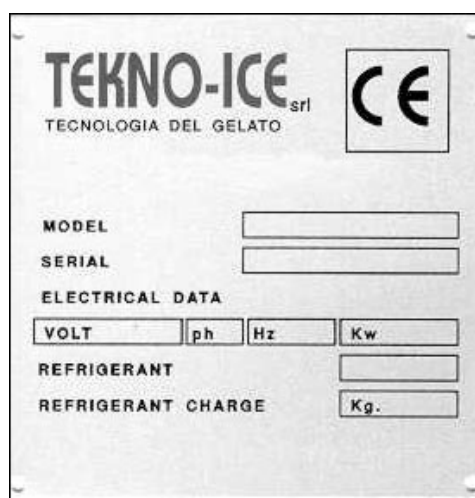 TEKNO-ICE srl
TECNOLOGIA DEL GELATO
CE
MODEL
SERIAL
ELECTRICAL DATA
VOLT ph Hz Kw
REFRIGERANT
REFRIGERANT CHARGE Kg.